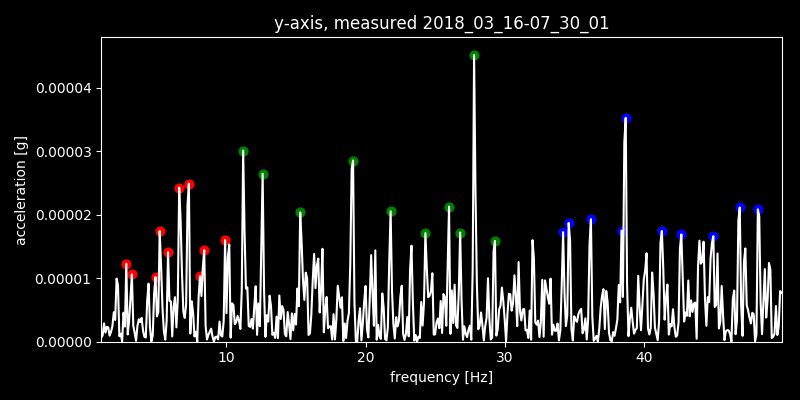 y-axis, measured 2018_03_16-07_30_01
acceleration [g]
0.00004
0.00003
0.00002
0.00001
0.00000
10 20 30 40
frequency [Hz]